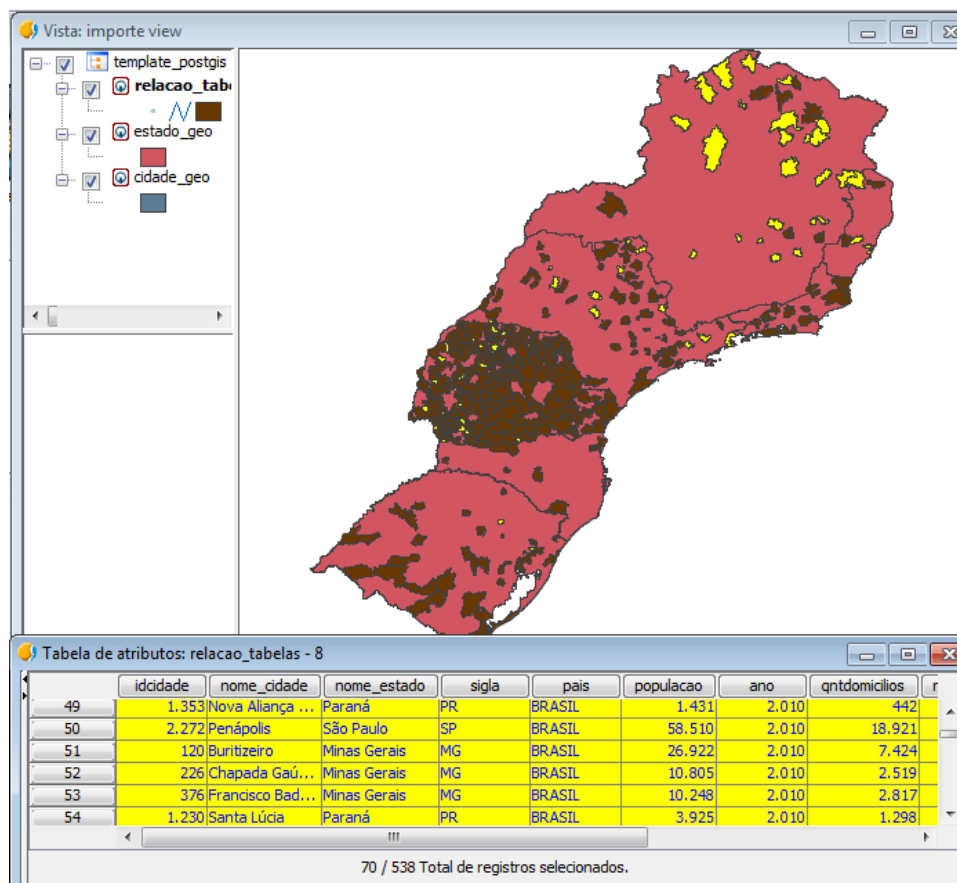 Vista: importe view
template_postgis
relacao_tabe
estado_geo
cidade_geo
Tabela de atributos: relacao_tabelas - 8
idcidade nome_cidade nome_estado sigla pais populacao ano qntdomicilios
49 1.353 Nova Aliança ... Paraná PR BRASIL 1.431 2.010 442
50 2.272 Penápolis São Paulo SP BRASIL 58.510 2.010 18.921
51 120 Buritizeiro Minas Gerais MG BRASIL 26.922 2.010 7.424
52 226 Chapada Gaú... Minas Gerais MG BRASIL 10.805 2.010 2.519
53 376 Francisco Bad... Minas Gerais MG BRASIL 10.248 2.010 2.817
54 1.230 Santa Lúcia Paraná PR BRASIL 3.925 2.010 1.298
70 / 538 Total de registros selecionados.